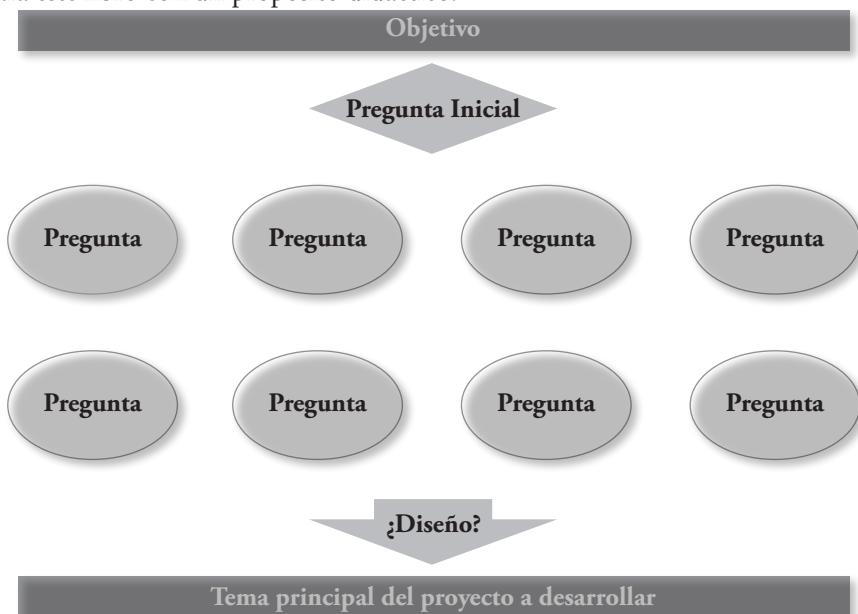 Objetivo
Pregunta Inicial
Pregunta Pregunta Pregunta Pregunta
Pregunta Pregunta Pregunta Pregunta
¿Diseño?
Tema principal del proyecto a desarrollar